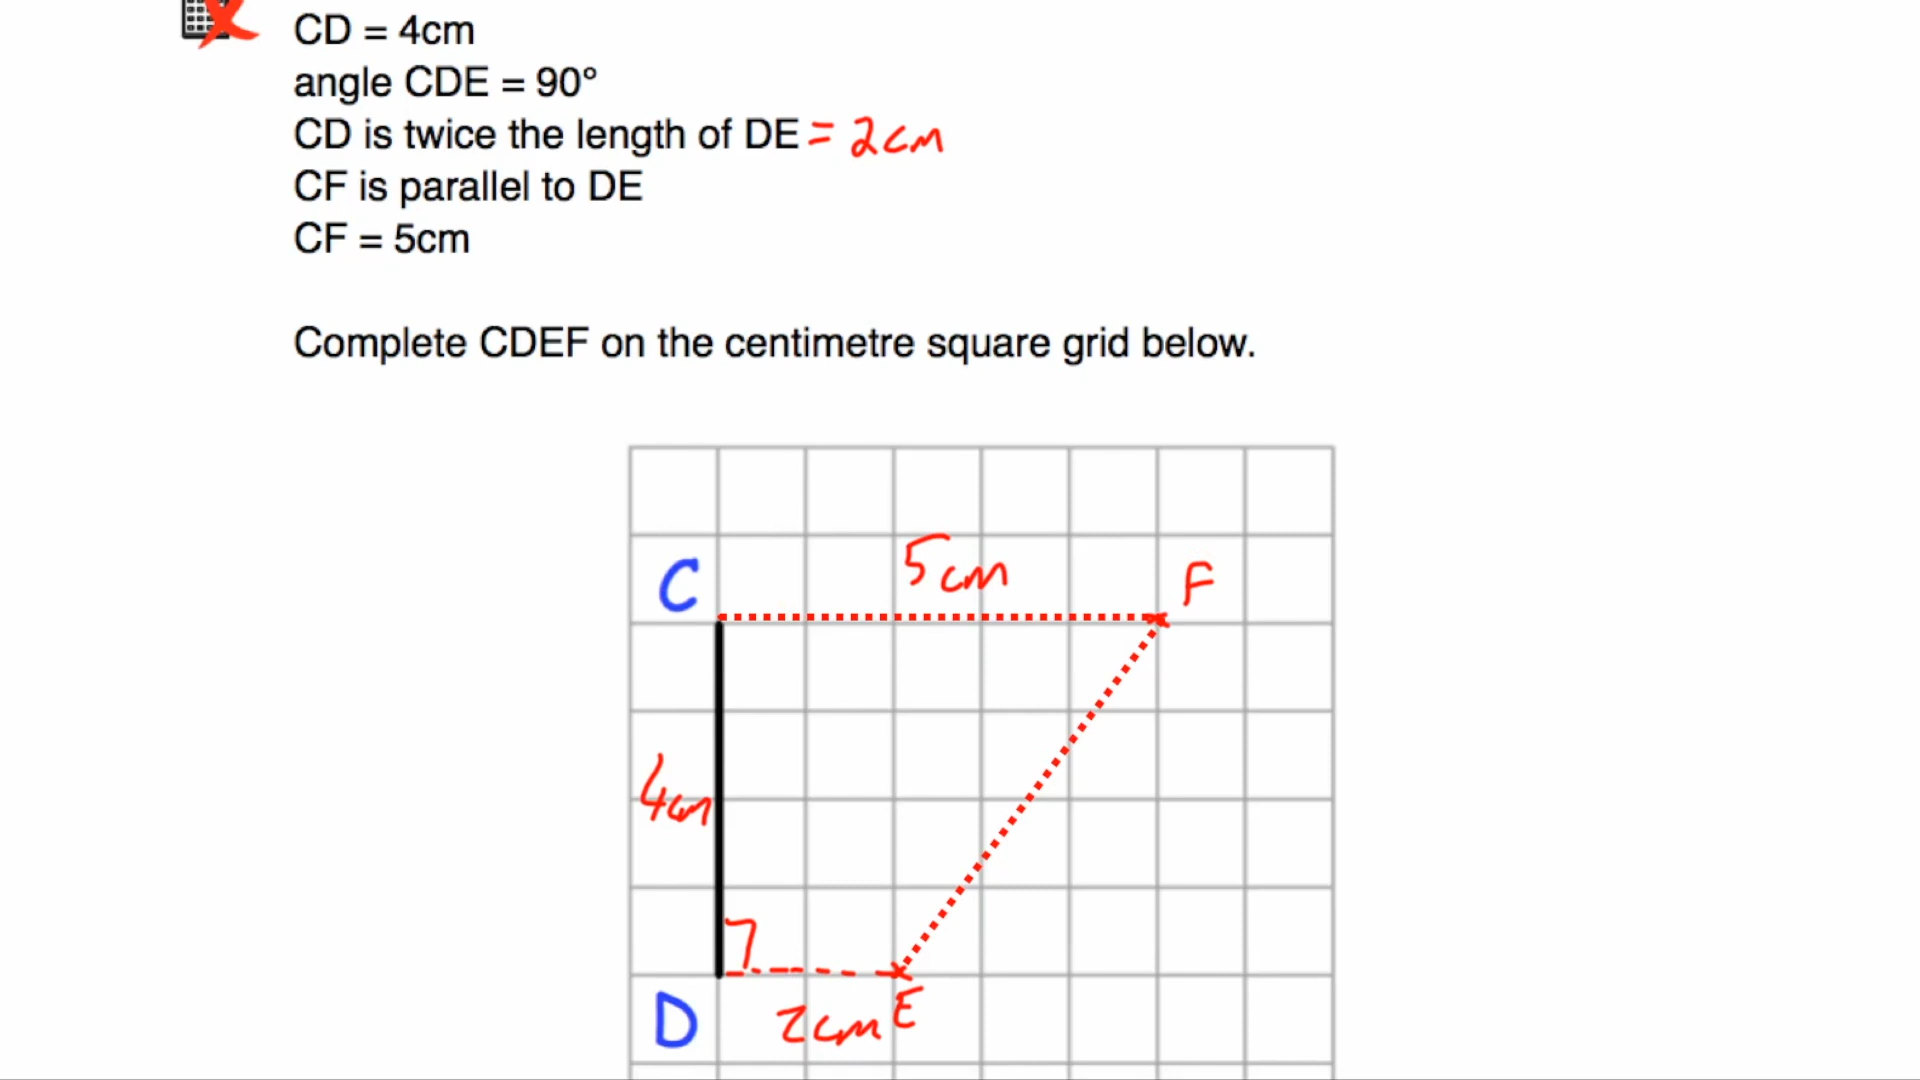 CD = 4cm
angle CDE = 90°
CD is twice the length of DE = 2cm
CF is parallel to DE
CF = 5cm
Complete CDEF on the centimetre square grid below.
C 5cm F
4cm
D 2cm E